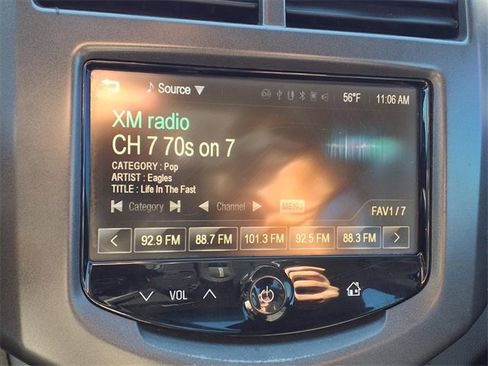 ♪ Source ▼ 56°F 11:06 AM
XM radio
CH 7 70s on 7
CATEGORY : Pop
ARTIST : Eagles
TITLE : Life In The Fast
Category Channel MENU FAV1 / 7
< 92.9 FM 88.7 FM 101.3 FM 92.5 FM 88.3 FM >
VOL